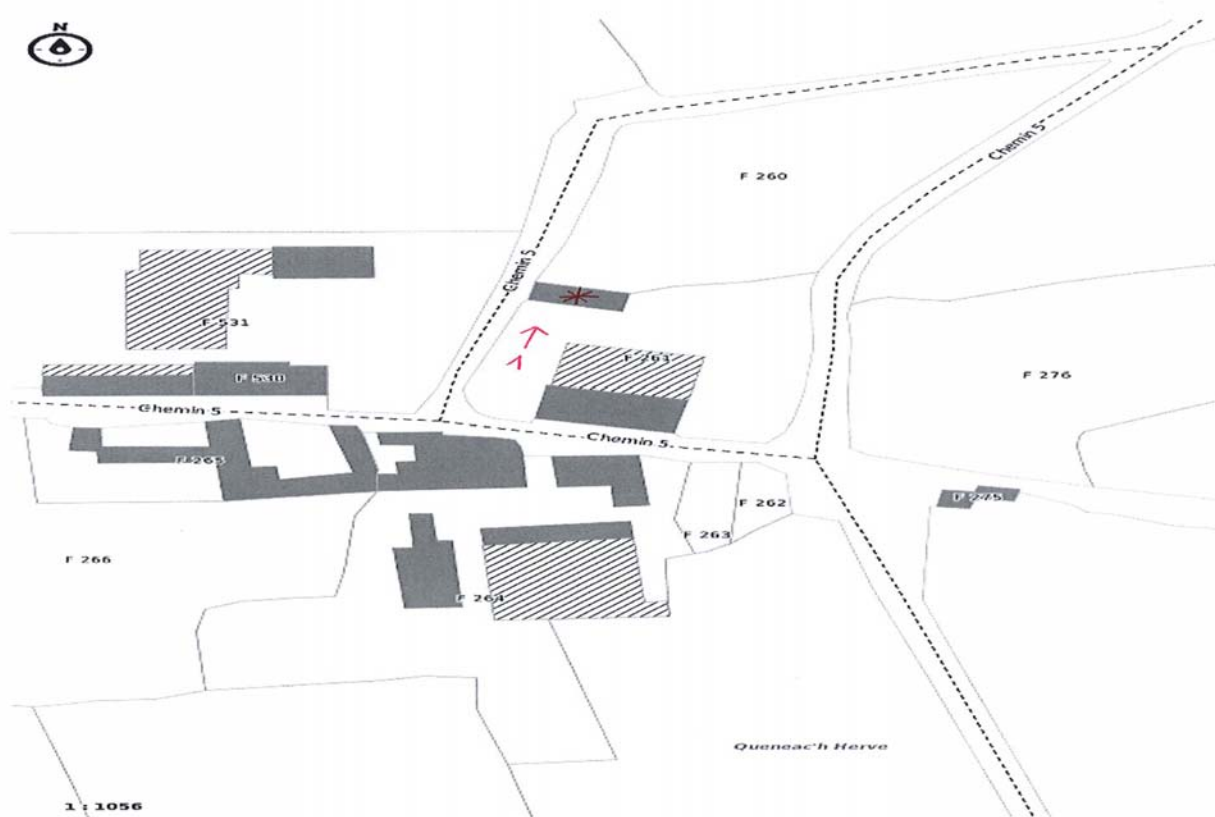 N
Chemin 5
F 260
Chemin 5
F 531
F 276
F 530
Chemin 5
Chemin 5
F 265
F 275
F 262
F 263
F 266
F 264
Queneac'h Herve
1 : 1056